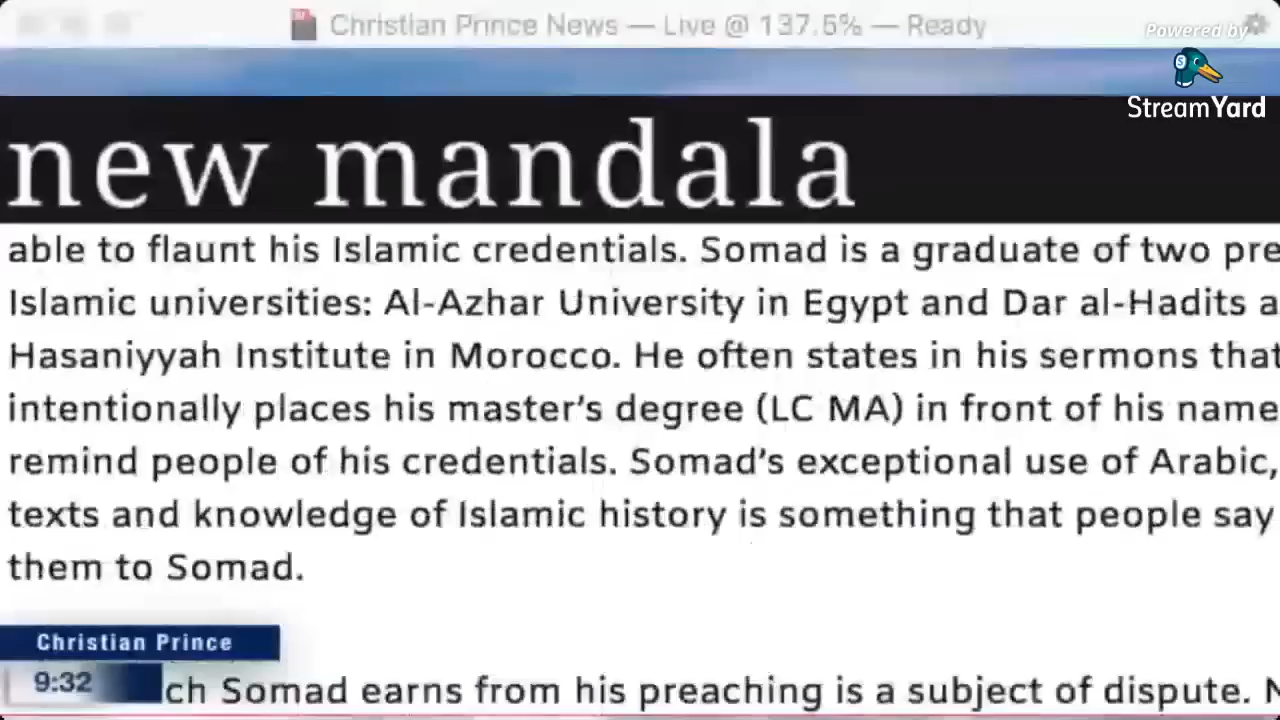 Christian Prince News — Live @ 137.5% — Ready
Powered by
StreamYard
new mandala
able to flaunt his Islamic credentials. Somad is a graduate of two pre
Islamic universities: Al-Azhar University in Egypt and Dar al-Hadits a
Hasaniyyah Institute in Morocco. He often states in his sermons that
intentionally places his master’s degree (LC MA) in front of his name
remind people of his credentials. Somad’s exceptional use of Arabic,
texts and knowledge of Islamic history is something that people say
them to Somad.
Christian Prince
9:32
ch Somad earns from his preaching is a subject of dispute. N